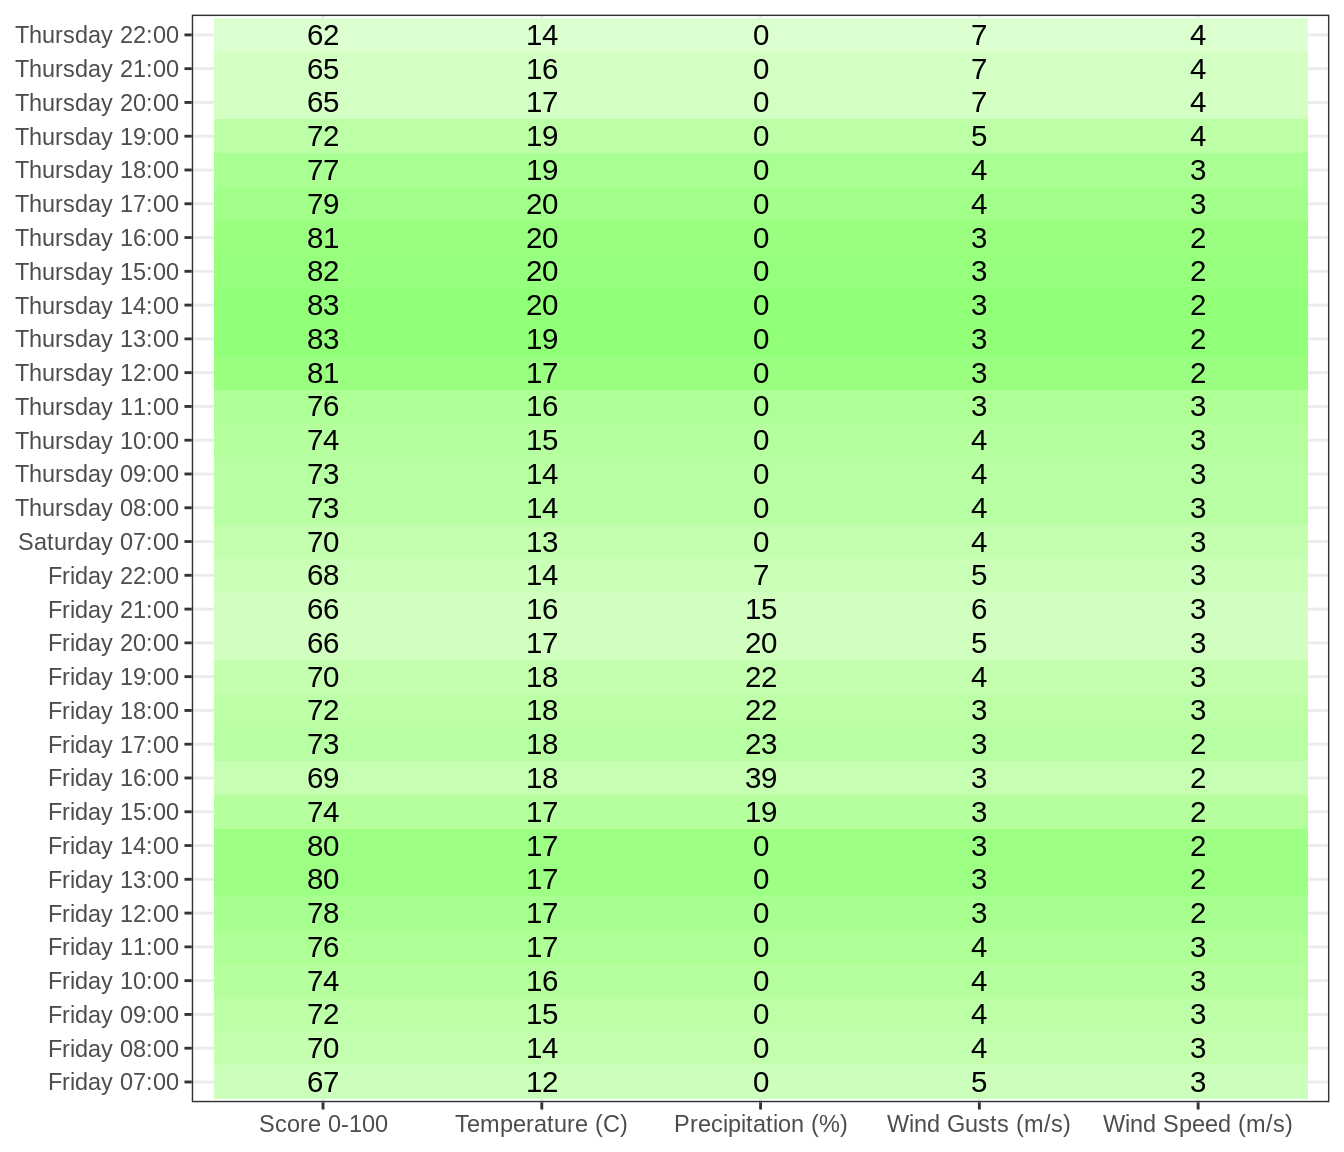 Thursday 22:00 62 14 0 7 4
Thursday 21:00 65 16 0 7 4
Thursday 20:00 65 17 0 7 4
Thursday 19:00 72 19 0 5 4
Thursday 18:00 77 19 0 4 3
Thursday 17:00 79 20 0 4 3
Thursday 16:00 81 20 0 3 2
Thursday 15:00 82 20 0 3 2
Thursday 14:00 83 20 0 3 2
Thursday 13:00 83 19 0 3 2
Thursday 12:00 81 17 0 3 2
Thursday 11:00 76 16 0 3 3
Thursday 10:00 74 15 0 4 3
Thursday 09:00 73 14 0 4 3
Thursday 08:00 73 14 0 4 3
Saturday 07:00 70 13 0 4 3
Friday 22:00 68 14 7 5 3
Friday 21:00 66 16 15 6 3
Friday 20:00 66 17 20 5 3
Friday 19:00 70 18 22 4 3
Friday 18:00 72 18 22 3 3
Friday 17:00 73 18 23 3 2
Friday 16:00 69 18 39 3 2
Friday 15:00 74 17 19 3 2
Friday 14:00 80 17 0 3 2
Friday 13:00 80 17 0 3 2
Friday 12:00 78 17 0 3 2
Friday 11:00 76 17 0 4 3
Friday 10:00 74 16 0 4 3
Friday 09:00 72 15 0 4 3
Friday 08:00 70 14 0 4 3
Friday 07:00 67 12 0 5 3
Score 0-100 Temperature (C) Precipitation (%) Wind Gusts (m/s) Wind Speed (m/s)